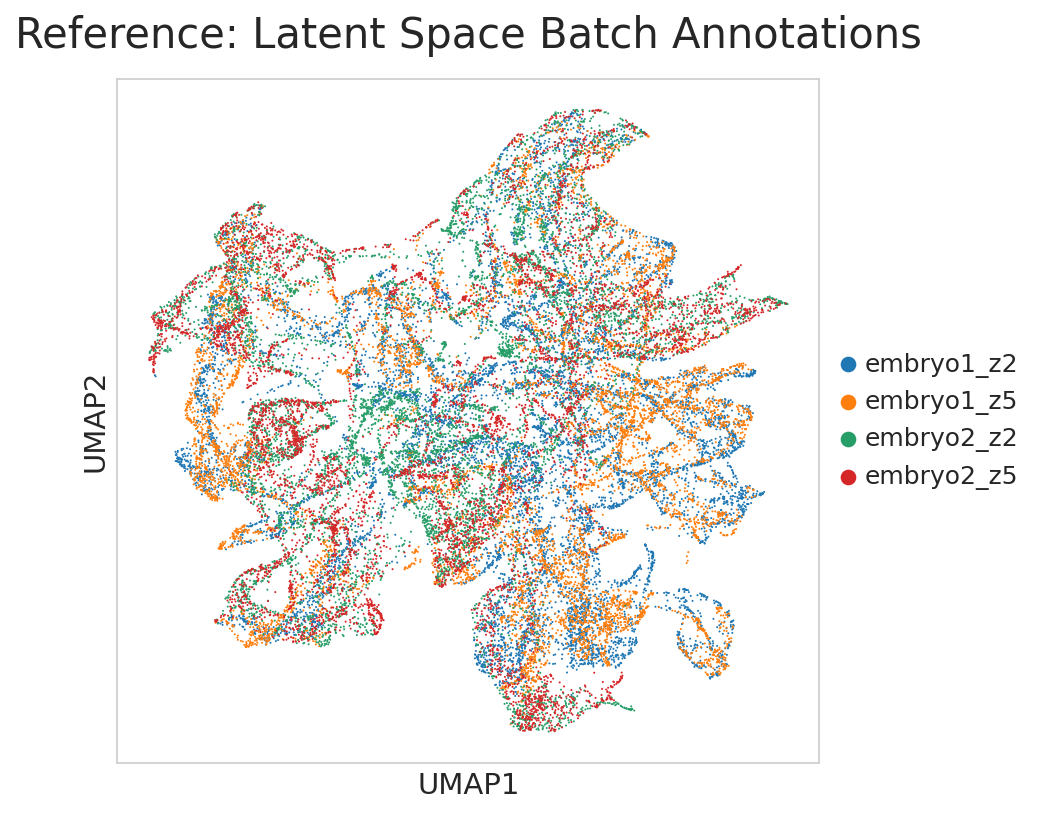 Reference: Latent Space Batch Annotations
UMAP2
embryo1_z2
embryo1_z5
embryo2_z2
embryo2_z5
UMAP1